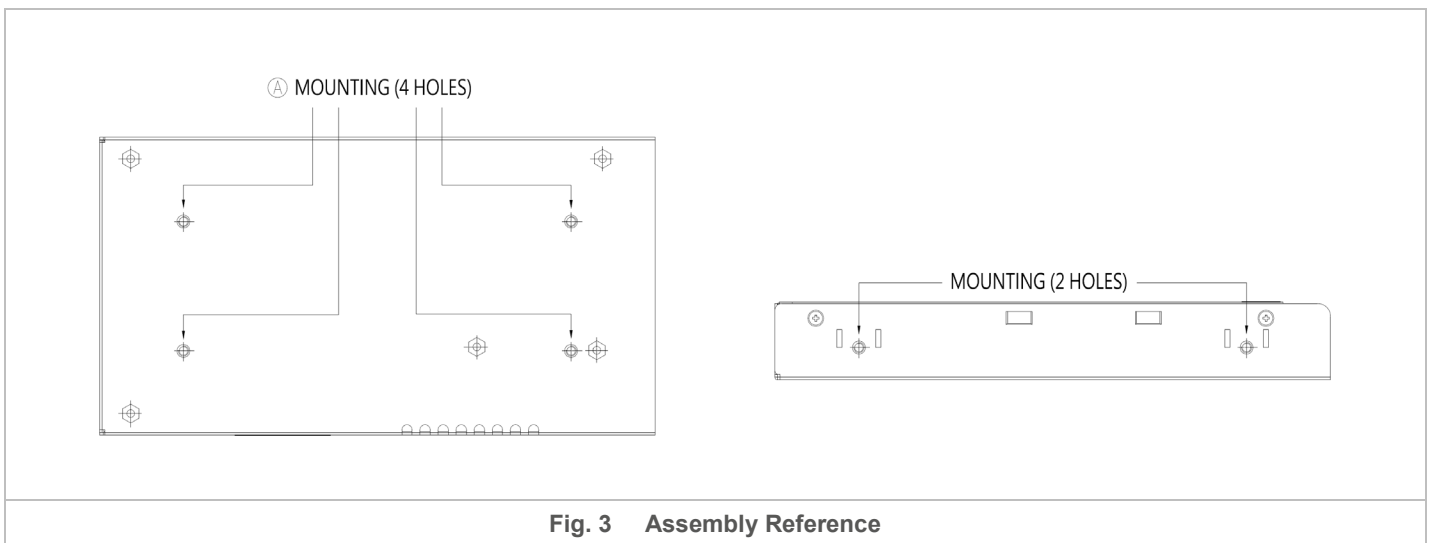 Ⓐ MOUNTING (4 HOLES)
MOUNTING (2 HOLES)
Fig. 3 Assembly Reference